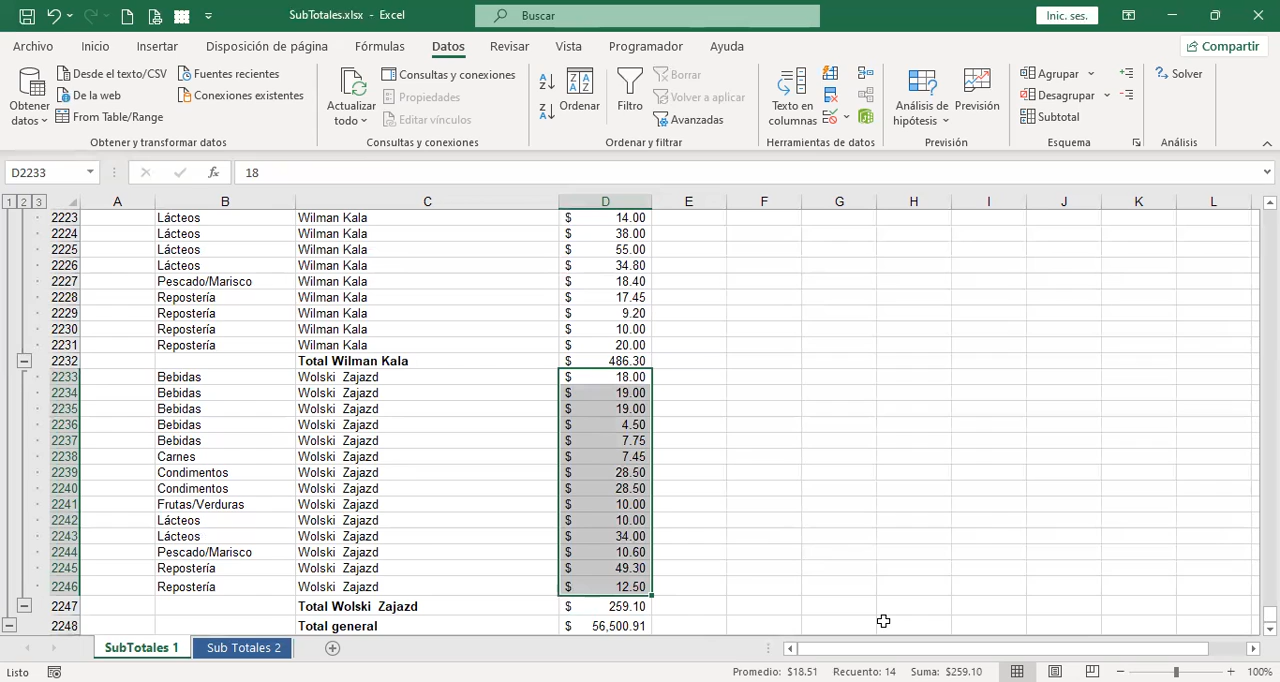 SubTotales.xlsx - Excel
Buscar
Inic. ses.
Archivo Inicio Insertar Disposición de página Fórmulas Datos Revisar Vista Programador Ayuda
Compartir
Obtener datos
Desde el texto/CSV
De la web
From Table/Range
Fuentes recientes
Conexiones existentes
Obtener y transformar datos
Actualizar todo
Consultas y conexiones
Propiedades
Editar vínculos
Consultas y conexiones
Ordenar
Filtro
Borrar
Volver a aplicar
Avanzadas
Ordenar y filtrar
Texto en columnas
Herramientas de datos
Análisis de hipótesis
Previsión
Previsión
Agrupar
Desagrupar
Subtotal
Esquema
Solver
Análisis
D2233
fx
18
1 2 3
A B C D E F G H I J K L
2223 Lácteos Wilman Kala $ 14.00
2224 Lácteos Wilman Kala $ 38.00
2225 Lácteos Wilman Kala $ 55.00
2226 Lácteos Wilman Kala $ 34.80
2227 Pescado/Marisco Wilman Kala $ 18.40
2228 Repostería Wilman Kala $ 17.45
2229 Repostería Wilman Kala $ 9.20
2230 Repostería Wilman Kala $ 10.00
2231 Repostería Wilman Kala $ 20.00
2232 Total Wilman Kala $ 486.30
2233 Bebidas Wolski Zajazd $ 18.00
2234 Bebidas Wolski Zajazd $ 19.00
2235 Bebidas Wolski Zajazd $ 19.00
2236 Bebidas Wolski Zajazd $ 4.50
2237 Bebidas Wolski Zajazd $ 7.75
2238 Carnes Wolski Zajazd $ 7.45
2239 Condimentos Wolski Zajazd $ 28.50
2240 Condimentos Wolski Zajazd $ 28.50
2241 Frutas/Verduras Wolski Zajazd $ 10.00
2242 Lácteos Wolski Zajazd $ 10.00
2243 Lácteos Wolski Zajazd $ 34.00
2244 Pescado/Marisco Wolski Zajazd $ 10.60
2245 Repostería Wolski Zajazd $ 49.30
2246 Repostería Wolski Zajazd $ 12.50
2247 Total Wolski Zajazd $ 259.10
2248 Total general $ 56,500.91
SubTotales 1 Sub Totales 2
Listo
Promedio: $18.51 Recuento: 14 Suma: $259.10
100%